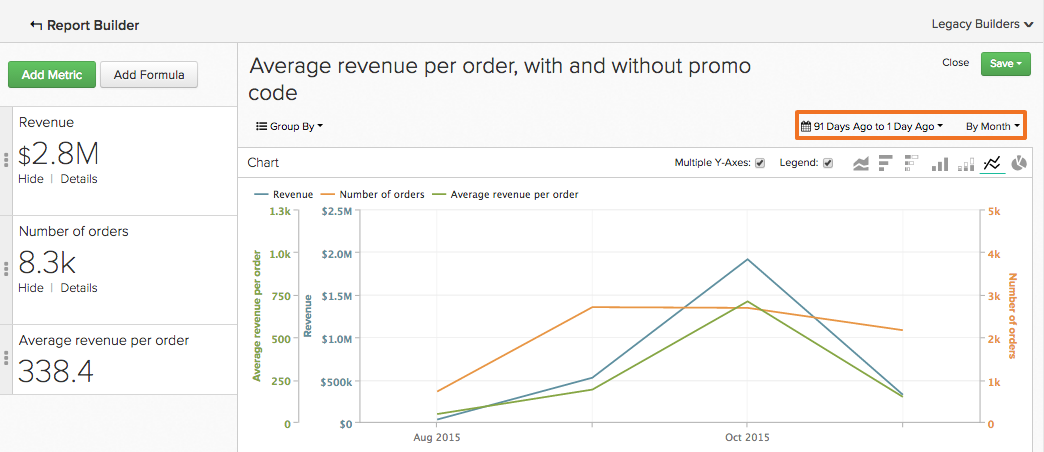 Report Builder
Legacy Builders
Add Metric
Add Formula
Revenue
$2.8M
Hide | Details
Number of orders
8.3k
Hide | Details
Average revenue per order
338.4
Average revenue per order, with and without promo
code
Close
Save
Group By
91 Days Ago to 1 Day Ago
By Month
Chart
Multiple Y-Axes:
Legend:
Revenue
Number of orders
Average revenue per order
1.3k
1.0k
750
500
250
0
Average revenue per order
$2.5M
$2.0M
$1.5M
$1.0M
$500k
$0
Revenue
5k
4k
3k
2k
1k
0
Number of orders
Aug 2015
Oct 2015